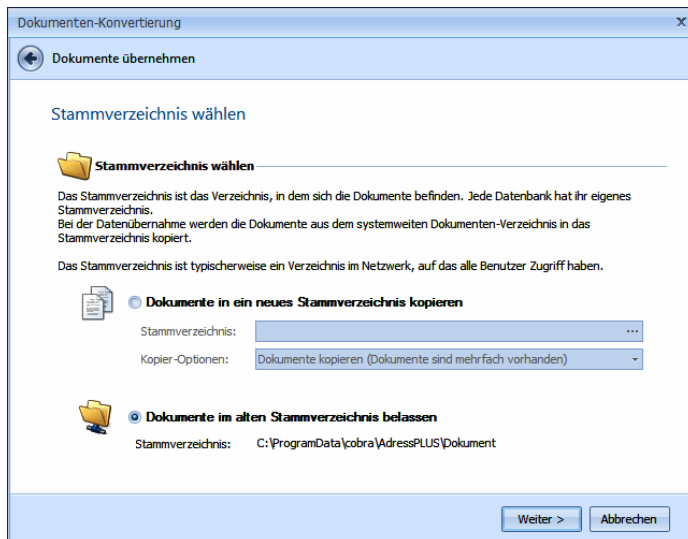 Dokumenten-Konvertierung
Dokumente übernehmen
Stammverzeichnis wählen
Stammverzeichnis wählen
Das Stammverzeichnis ist das Verzeichnis, in dem sich die Dokumente befinden. Jede Datenbank hat ihr eigenes
Stammverzeichnis.
Bei der Datenübernahme werden die Dokumente aus dem systemweiten Dokumenten-Verzeichnis in das
Stammverzeichnis kopiert.
Das Stammverzeichnis ist typischerweise ein Verzeichnis im Netzwerk, auf das alle Benutzer Zugriff haben.
Dokumente in ein neues Stammverzeichnis kopieren
Stammverzeichnis: ...
Kopier-Optionen: Dokumente kopieren (Dokumente sind mehrfach vorhanden)
Dokumente im alten Stammverzeichnis belassen
Stammverzeichnis: C:\ProgramData\cobra\AdressPLUS\Dokument
Weiter > Abbrechen